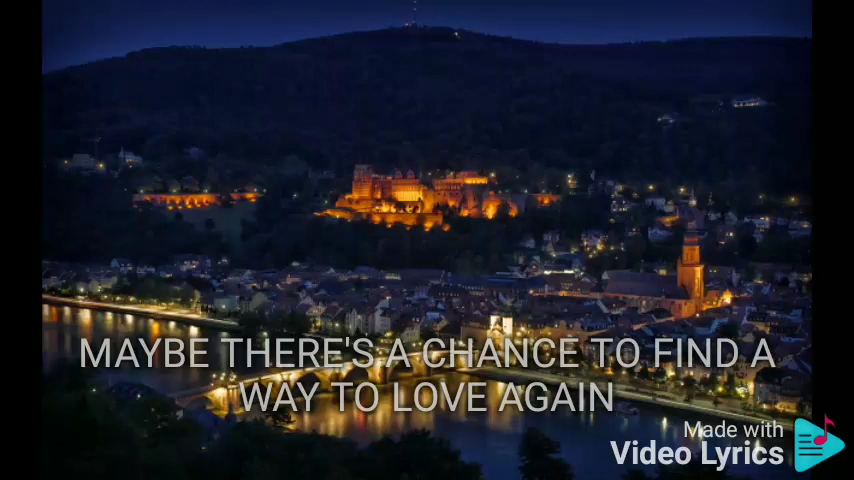 MAYBE THERE'S A CHANCE TO FIND A
WAY TO LOVE AGAIN
Made with
Video Lyrics